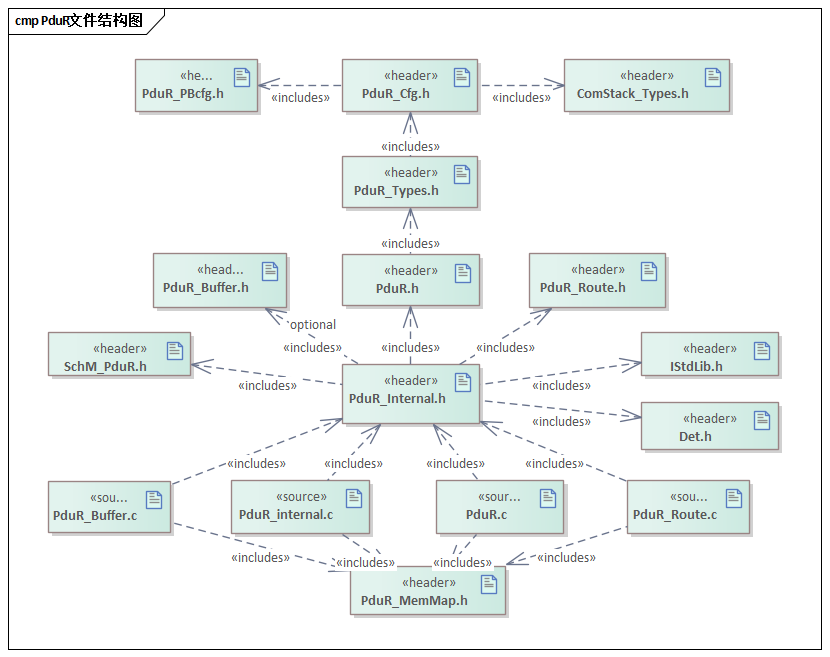 cmp PduR文件结构图
«he...
PduR_PBcfg.h
«header»
PduR_Cfg.h
«header»
ComStack_Types.h
«includes»
«includes»
«includes»
«header»
PduR_Types.h
«includes»
«head...
PduR_Buffer.h
«header»
PduR.h
«header»
PduR_Route.h
optional
«includes»
«includes»
«includes»
«header»
SchM_PduR.h
«header»
IStdLib.h
«includes»
«header»
PduR_Internal.h
«includes»
«header»
Det.h
«includes»
«includes»
«includes»
«includes»
«includes»
«sou...
PduR_Buffer.c
«source»
PduR_internal.c
«sour...
PduR.c
«sou...
PduR_Route.c
«includes»
«includes»
«includes»
«includes»
«header»
PduR_MemMap.h